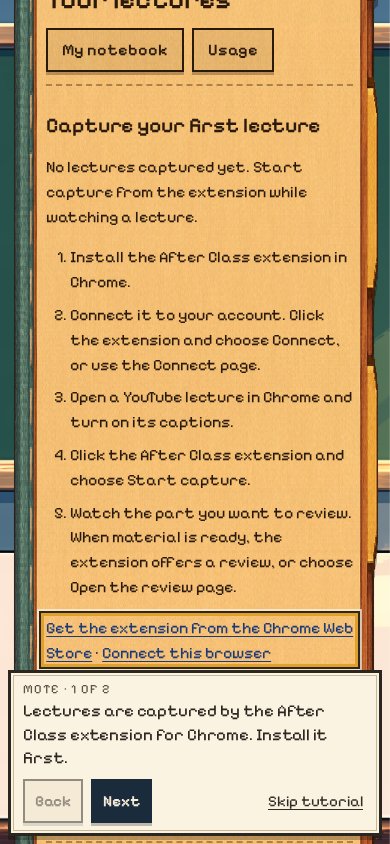 Your lectures
My notebook
Usage
Capture your first lecture
No lectures captured yet. Start
capture from the extension while
watching a lecture.
1. Install the After Class extension in
Chrome.
2. Connect it to your account. Click
the extension and choose Connect,
or use the Connect page.
3. Open a YouTube lecture in Chrome and
turn on its captions.
4. Click the After Class extension and
choose Start capture.
5. Watch the part you want to review.
When material is ready, the
extension offers a review, or choose
Open the review page.
Get the extension from the Chrome Web
Store · Connect this browser
MOTE · 1 OF 2
Lectures are captured by the After
Class extension for Chrome. Install it
first.
Back
Next
Skip tutorial